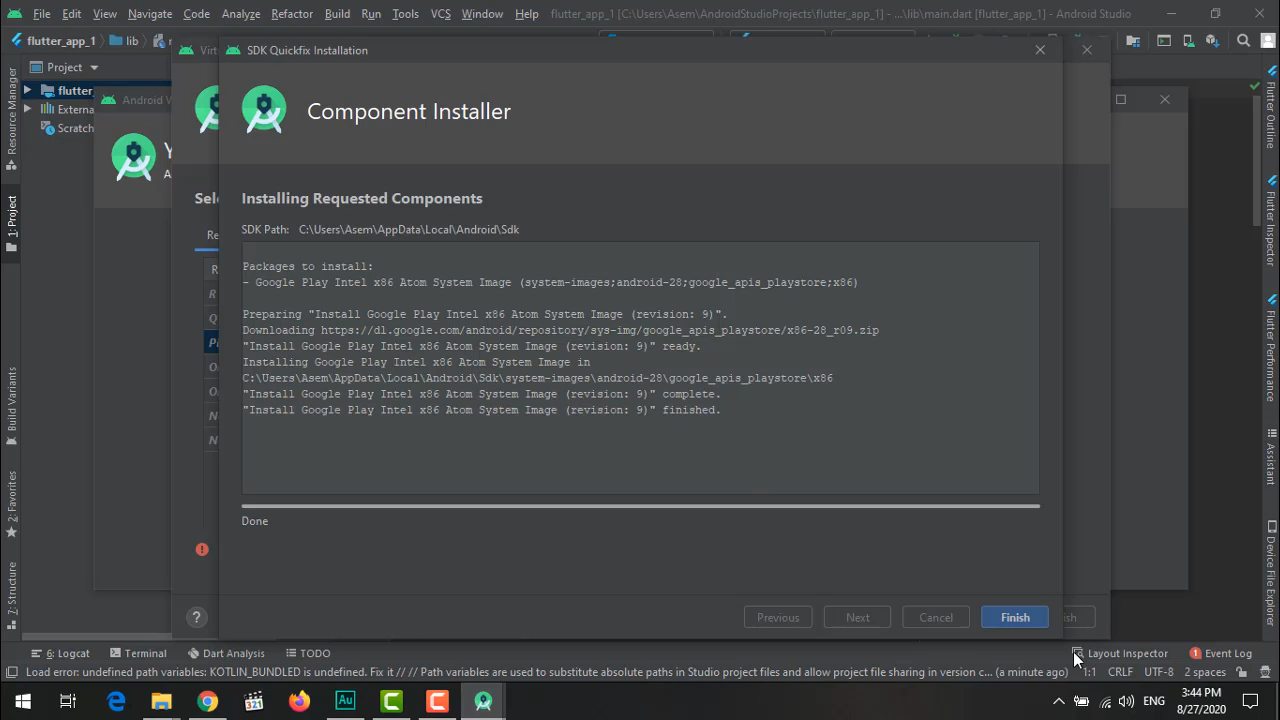 File Edit View Navigate Code Analyze Refactor Build Run Tools VCS Window Help flutter_app_1 [C:\Users\Asem\AndroidStudioProjects\flutter_app_1] - ...\lib\main.dart [flutter_app_1] - Android Studio
flutter_app_1 lib
SDK Quickfix Installation
Project
Component Installer
External
Scratch
Android
Installing Requested Components
SDK Path: C:\Users\Asem\AppData\Local\Android\Sdk
Packages to install:
- Google Play Intel x86 Atom System Image (system-images;android-28;google_apis_playstore;x86)
Preparing "Install Google Play Intel x86 Atom System Image (revision: 9)".
Downloading https://dl.google.com/android/repository/sys-img/google_apis_playstore/x86-28_r09.zip
"Install Google Play Intel x86 Atom System Image (revision: 9)" ready.
Installing Google Play Intel x86 Atom System Image in
C:\Users\Asem\AppData\Local\Android\Sdk\system-images\android-28\google_apis_playstore\x86
"Install Google Play Intel x86 Atom System Image (revision: 9)" complete.
"Install Google Play Intel x86 Atom System Image (revision: 9)" finished.
Done
?
Previous Next Cancel Finish
Resource Manager
1: Project
Build Variants
2: Favorites
7: Structure
Flutter Outline
Flutter Inspector
Flutter Performance
Assistant
Device File Explorer
6: Logcat Terminal Dart Analysis TODO Layout Inspector 1 Event Log
Load error: undefined path variables: KOTLIN_BUNDLED is undefined. Fix it // // Path variables are used to substitute absolute paths in Studio project files and allow project file sharing in version c... (a minute ago) 1:1 CRLF UTF-8 2 spaces
321 Au ENG
3:44 PM
8/27/2020